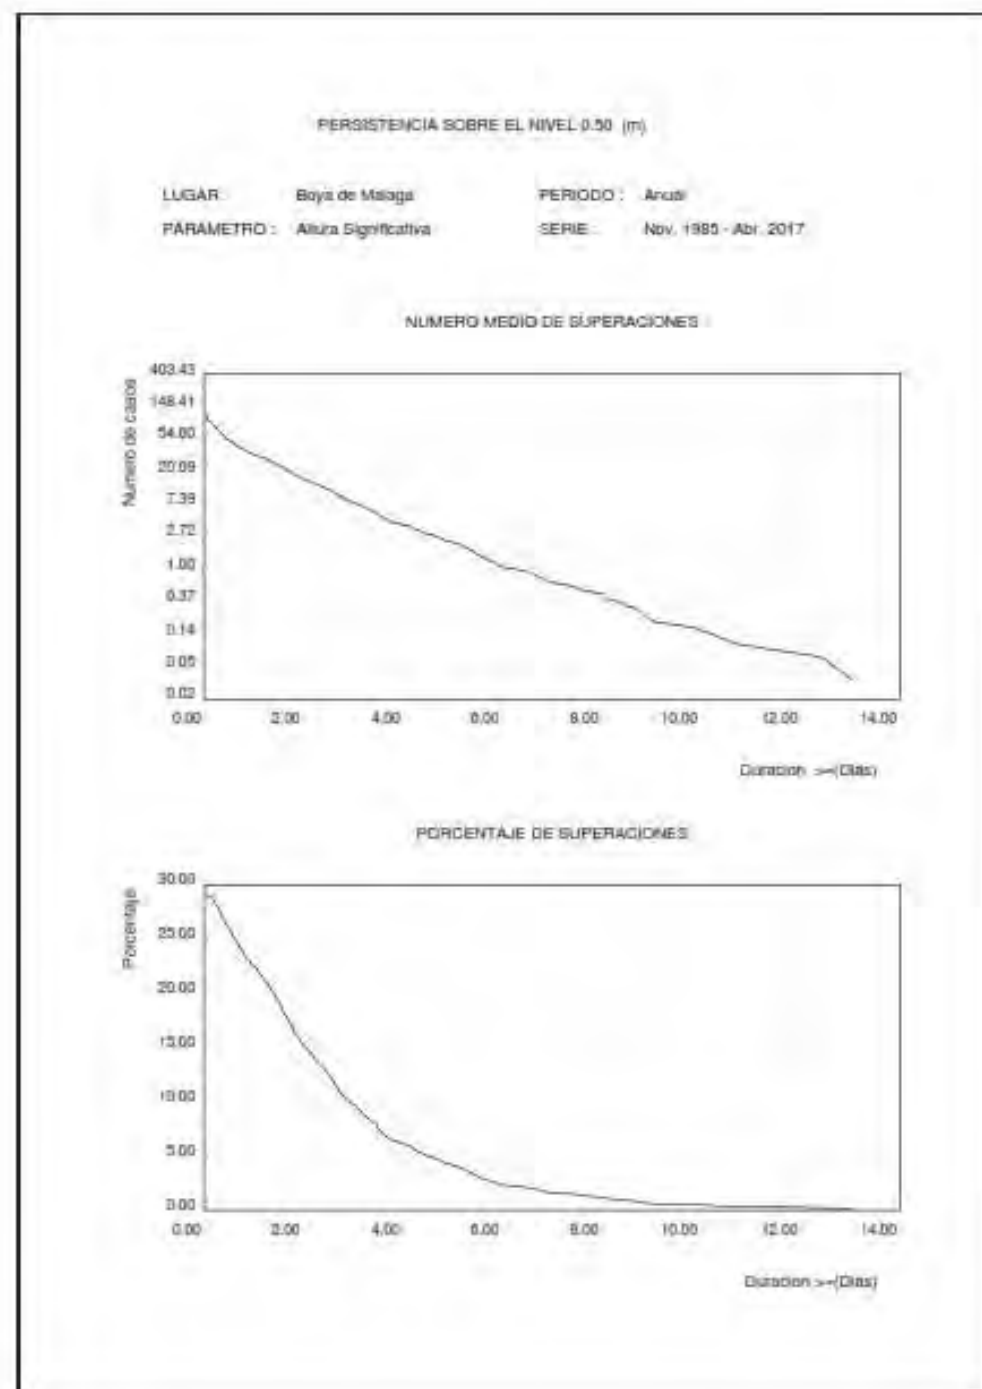 PERSISTENCIA SOBRE EL NIVEL 0.50 (m)
LUGAR Boya de Malaga PERIODO : Anual
PARAMETRO : Altura Significativa SERIE : Nov. 1985 - Abr. 2017
NUMERO MEDIO DE SUPERACIONES
Numero de casos
403.43
148.41
54.60
20.09
7.39
2.72
1.00
0.37
0.14
0.05
0.02
0.00 2.00 4.00 6.00 8.00 10.00 12.00 14.00
Duracion >=(Dias)
PORCENTAJE DE SUPERACIONES
Porcentaje
30.00
25.00
20.00
15.00
10.00
5.00
0.00
0.00 2.00 4.00 6.00 8.00 10.00 12.00 14.00
Duracion >=(Dias)